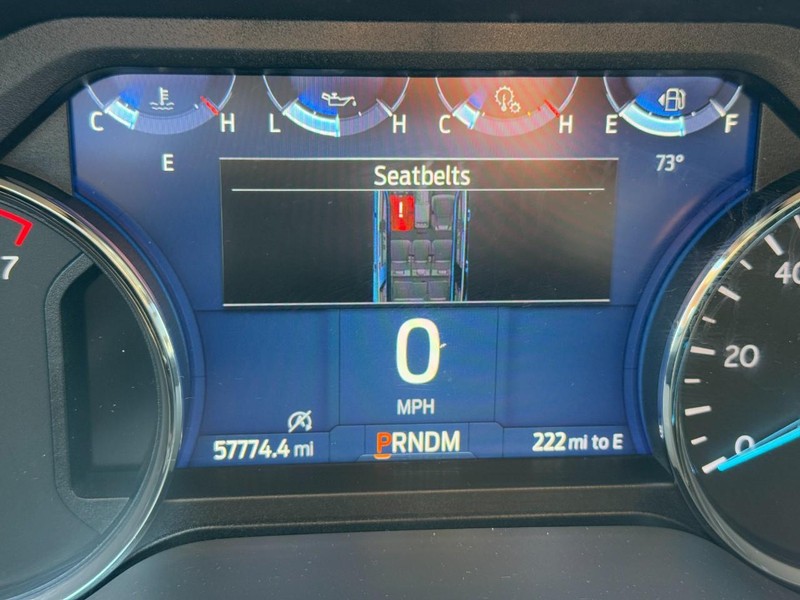 C H L H C H E F
E 73°
Seatbelts
!
7
40
20
0
0
MPH
57774.4 mi
PRNDM
222 mi to E